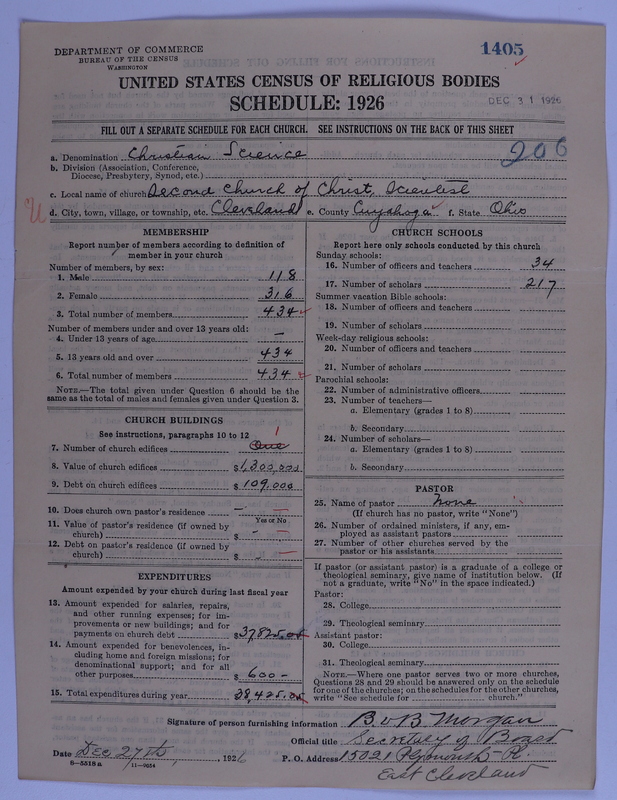 DEPARTMENT OF COMMERCE
BUREAU OF THE CENSUS
WASHINGTON
1405
UNITED STATES CENSUS OF RELIGIOUS BODIES
SCHEDULE: 1926
DEC 31 1926
FILL OUT A SEPARATE SCHEDULE FOR EACH CHURCH. SEE INSTRUCTIONS ON THE BACK OF THIS SHEET
206
a. Denomination Christian Science
b. Division (Association, Conference,
Diocese, Presbytery, Synod, etc.)
c. Local name of church Second Church of Christ, Scientist
d. City, town, village, or township, etc. Cleveland e. County Cuyahoga f. State Ohio
MEMBERSHIP
Report number of members according to definition of
member in your church
Number of members, by sex:
1. Male 118
2. Female 316
3. Total number of members 434
Number of members under and over 13 years old:
4. Under 13 years of age —
5. 13 years old and over 434
6. Total number of members 434
NOTE.—The total given under Question 6 should be the
same as the total of males and females given under Question 3.
CHURCH BUILDINGS
See instructions, paragraphs 10 to 12
7. Number of church edifices One 1
8. Value of church edifices $1,300,000
9. Debt on church edifices $109,000
10. Does church own pastor's residence —
Yes or No
11. Value of pastor's residence (if owned by
church) $ -
12. Debt on pastor's residence (if owned by
church) $ -
EXPENDITURES
Amount expended by your church during last fiscal year
13. Amount expended for salaries, repairs,
and other running expenses; for im-
provements or new buildings; and for
payments on church debt $37,825.05
14. Amount expended for benevolences, in-
cluding home and foreign missions; for
denominational support; and for all
other purposes $600-
15. Total expenditures during year 38,425.05
CHURCH SCHOOLS
Report here only schools conducted by this church
Sunday schools:
16. Number of officers and teachers 34
17. Number of scholars 217
Summer vacation Bible schools:
18. Number of officers and teachers
19. Number of scholars
Week-day religious schools:
20. Number of officers and teachers
21. Number of scholars
Parochial schools:
22. Number of administrative officers
23. Number of teachers—
a. Elementary (grades 1 to 8)
b. Secondary
24. Number of scholars—
a. Elementary (grades 1 to 8)
b. Secondary
PASTOR
25. Name of pastor None
(If church has no pastor, write "None")
26. Number of ordained ministers, if any, em-
ployed as assistant pastors
27. Number of other churches served by the
pastor or his assistants
If pastor (or assistant pastor) is a graduate of a college or
theological seminary, give name of institution below. (If
not a graduate, write "No" in the space indicated.)
Pastor:
28. College
29. Theological seminary
Assistant pastor:
30. College
31. Theological seminary
NOTE.—Where one pastor serves two or more churches,
Questions 28 and 29 should be answered only on the schedule
for one of the churches; on the schedules for the other churches,
write "See schedule for church."
Signature of person furnishing information B. v B. Morgan
Official title Secretary of Board
Date Dec 27th, 1926 P. O. Address 15021 Plymouth Pl.
8-5518 a 11-9054
East Cleveland